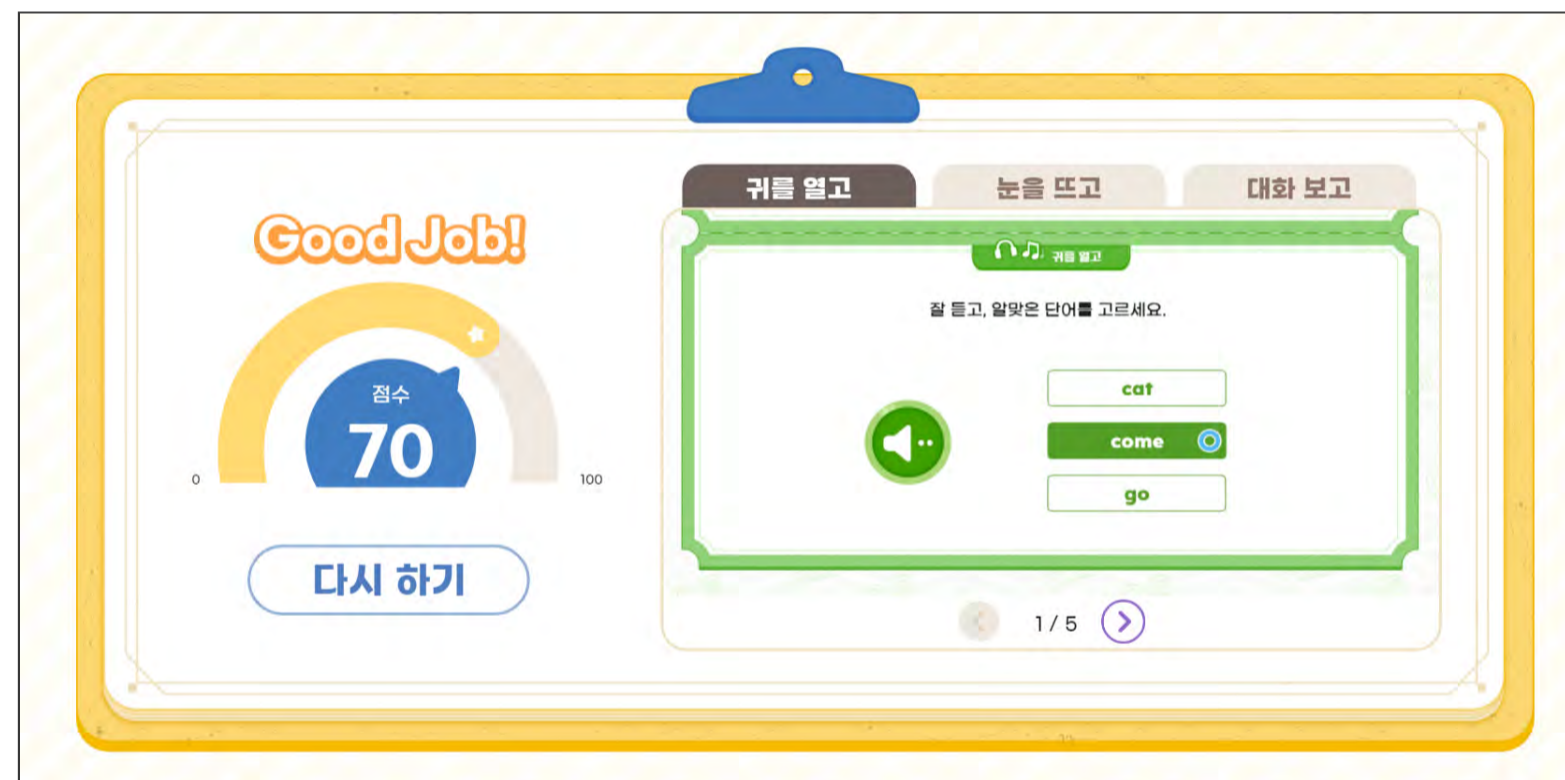 Good Job!
점수
70
0
100
다시 하기
귀를 열고
눈을 뜨고
대화 보고
귀를 열고
잘 듣고, 알맞은 단어를 고르세요.
cat
come
go
1 / 5